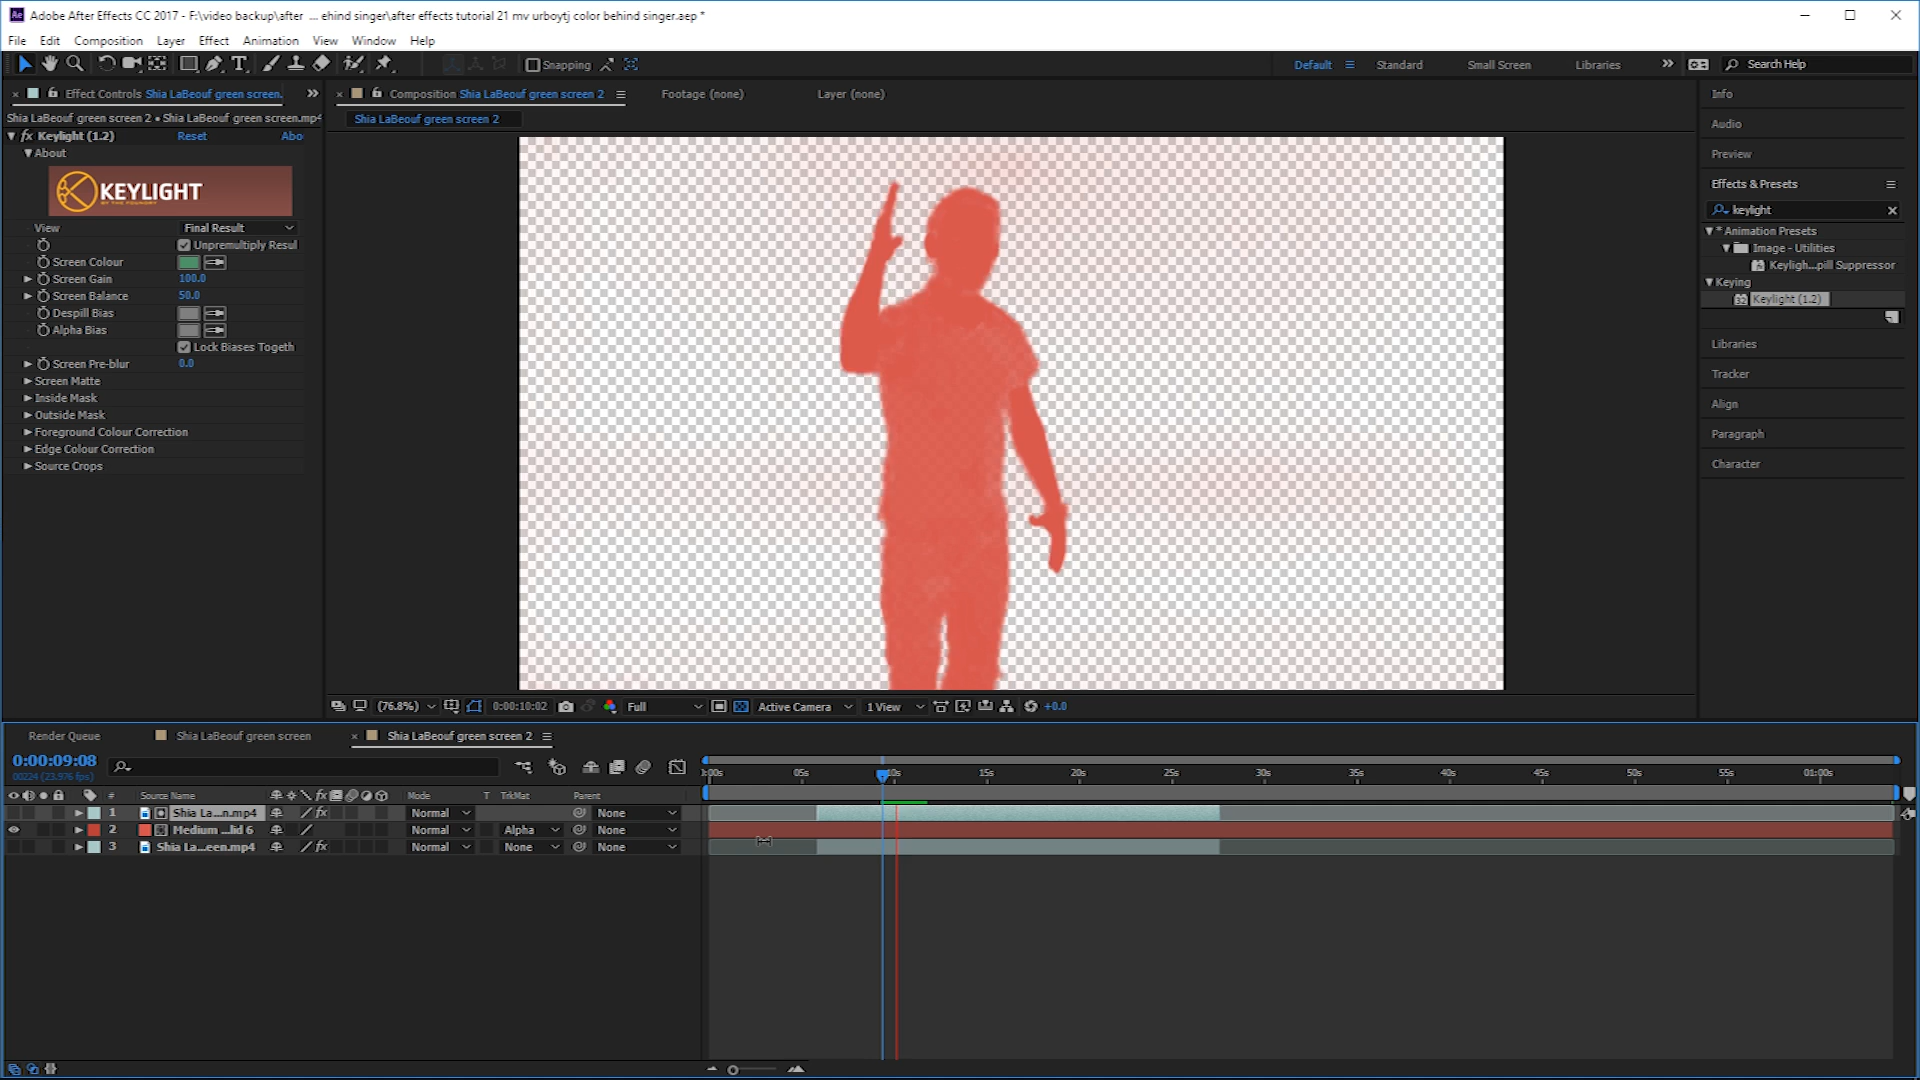 Adobe After Effects CC 2017 - F:\video backup\after ... ehind singer\after effects tutorial 21 mv urboytj color behind singer.aep *
File Edit Composition Layer Effect Animation View Window Help
Snapping
Default Standard Small Screen Libraries Search Help
Effect Controls Shia LaBeouf green screen.
Shia LaBeouf green screen 2 • Shia LaBeouf green screen.mp4
Keylight (1.2) Reset Abo
About
KEYLIGHT
BY THE FOUNDRY
View Final Result
Unpremultiply Resul
Screen Colour
Screen Gain 100.0
Screen Balance 50.0
Despill Bias
Alpha Bias
Lock Biases Togeth
Screen Pre-blur 0.0
Screen Matte
Inside Mask
Outside Mask
Foreground Colour Correction
Edge Colour Correction
Source Crops
Composition Shia LaBeouf green screen 2 Footage (none) Layer (none)
Shia LaBeouf green screen 2
(76.8%) 0:00:10:02 Full Active Camera 1 View +0.0
Info
Audio
Preview
Effects & Presets
keylight
* Animation Presets
Image - Utilities
Keyligh...pill Suppressor
Keying
Keylight (1.2)
Libraries
Tracker
Align
Paragraph
Character
Render Queue Shia LaBeouf green screen Shia LaBeouf green screen 2
0:00:09:08
00224 (23.976 fps)
# Source Name Mode T TrkMat Parent
1 Shia La...n.mp4 Normal None
2 Medium ...lid 6 Normal Alpha None
3 Shia La...een.mp4 Normal None None
:00s 05s 10s 15s 20s 25s 30s 35s 40s 45s 50s 55s 01:00s